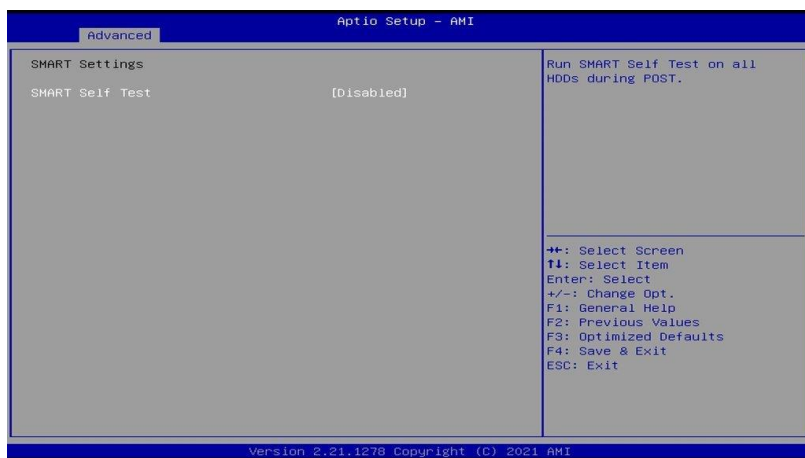 Aptio Setup – AMI
Advanced
SMART Settings
SMART Self Test [Disabled]
Run SMART Self Test on all
HDDs during POST.
→←: Select Screen
↑↓: Select Item
Enter: Select
+/-: Change Opt.
F1: General Help
F2: Previous Values
F3: Optimized Defaults
F4: Save & Exit
ESC: Exit
Version 2.21.1278 Copyright (C) 2021 AMI